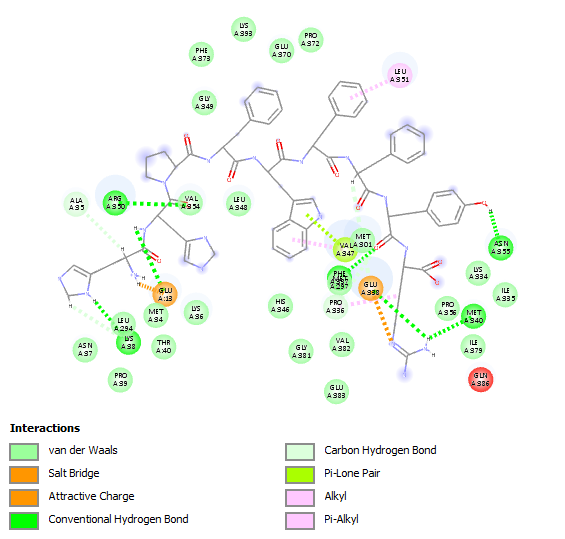 LYS
A:393
PRO
A:372
PHE
A:373
GLU
A:370
LEU
A:351
GLY
A:349
ALA
A:35
ARG
A:350
VAL
A:354
LEU
A:348
MET
A:301
VAL
A:347
ASN
A:355
PHE
LYS
A:334
GLU
A:13
GLU
A:388
ILE
A:335
HIS
A:346
PRO
A:336
PRO
A:356
MET
A:34
LYS
A:36
LEU
A:294
MET
A:340
ASN
A:37
LYS
A:38
THR
A:40
GLY
A:381
VAL
A:382
ILE
A:379
PRO
A:39
GLU
A:383
GLN
A:386
Interactions
van der Waals
Salt Bridge
Attractive Charge
Conventional Hydrogen Bond
Carbon Hydrogen Bond
Pi-Lone Pair
Alkyl
Pi-Alkyl